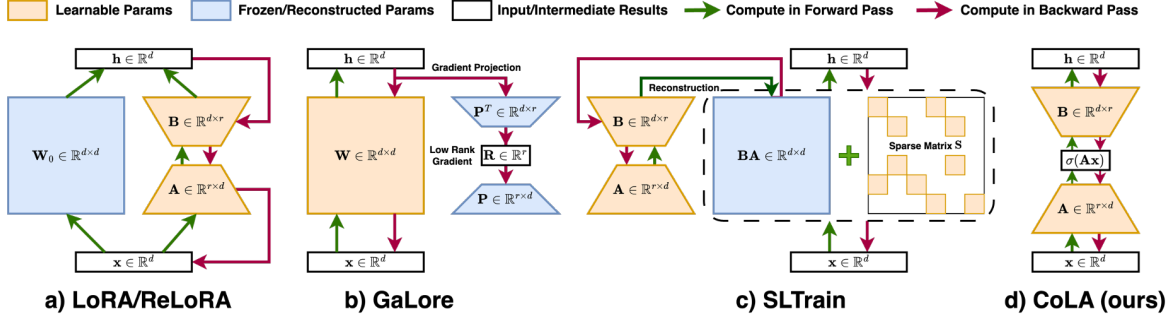 Learnable Params
Frozen/Reconstructed Params
Input/Intermediate Results
Compute in Forward Pass
Compute in Backward Pass
h ∈ ℝ^d
W₀ ∈ ℝ^{d×d}
B ∈ ℝ^{d×r}
A ∈ ℝ^{r×d}
x ∈ ℝ^d
a) LoRA/ReLoRA
h ∈ ℝ^d
Gradient Projection
W ∈ ℝ^{d×d}
P^T ∈ ℝ^{d×r}
Low Rank
Gradient
R ∈ ℝ^r
P ∈ ℝ^{r×d}
x ∈ ℝ^d
b) GaLore
h ∈ ℝ^d
Reconstruction
B ∈ ℝ^{d×r}
A ∈ ℝ^{r×d}
BA ∈ ℝ^{d×d}
+
Sparse Matrix S
x ∈ ℝ^d
c) SLTrain
h ∈ ℝ^d
B ∈ ℝ^{d×r}
σ(Ax)
A ∈ ℝ^{r×d}
x ∈ ℝ^d
d) CoLA (ours)